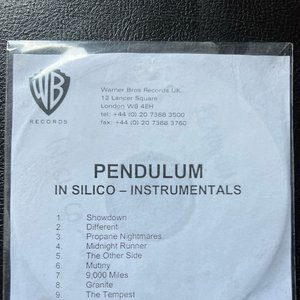 WB
RECORDS
Warner Bros Records UK
12 Lancer Square
London W8 4EH
tel: +44 (0) 20 7368 3500
fax: +44 (0) 20 7368 3760
PENDULUM
IN SILICO – INSTRUMENTALS
1. Showdown
2. Different
3. Propane Nightmares
4. Midnight Runner
5. The Other Side
6. Mutiny
7. 9,000 Miles
8. Granite
9. The Tempest